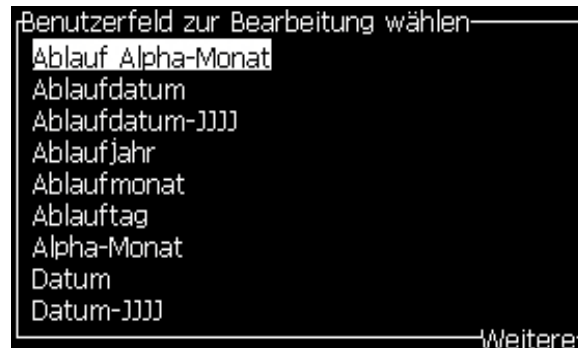 Benutzerfeld zur Bearbeitung wählen
Ablauf Alpha-Monat
Ablaufdatum
Ablaufdatum-JJJJ
Ablaufjahr
Ablaufmonat
Ablauftag
Alpha-Monat
Datum
Datum-JJJJ
Weitere